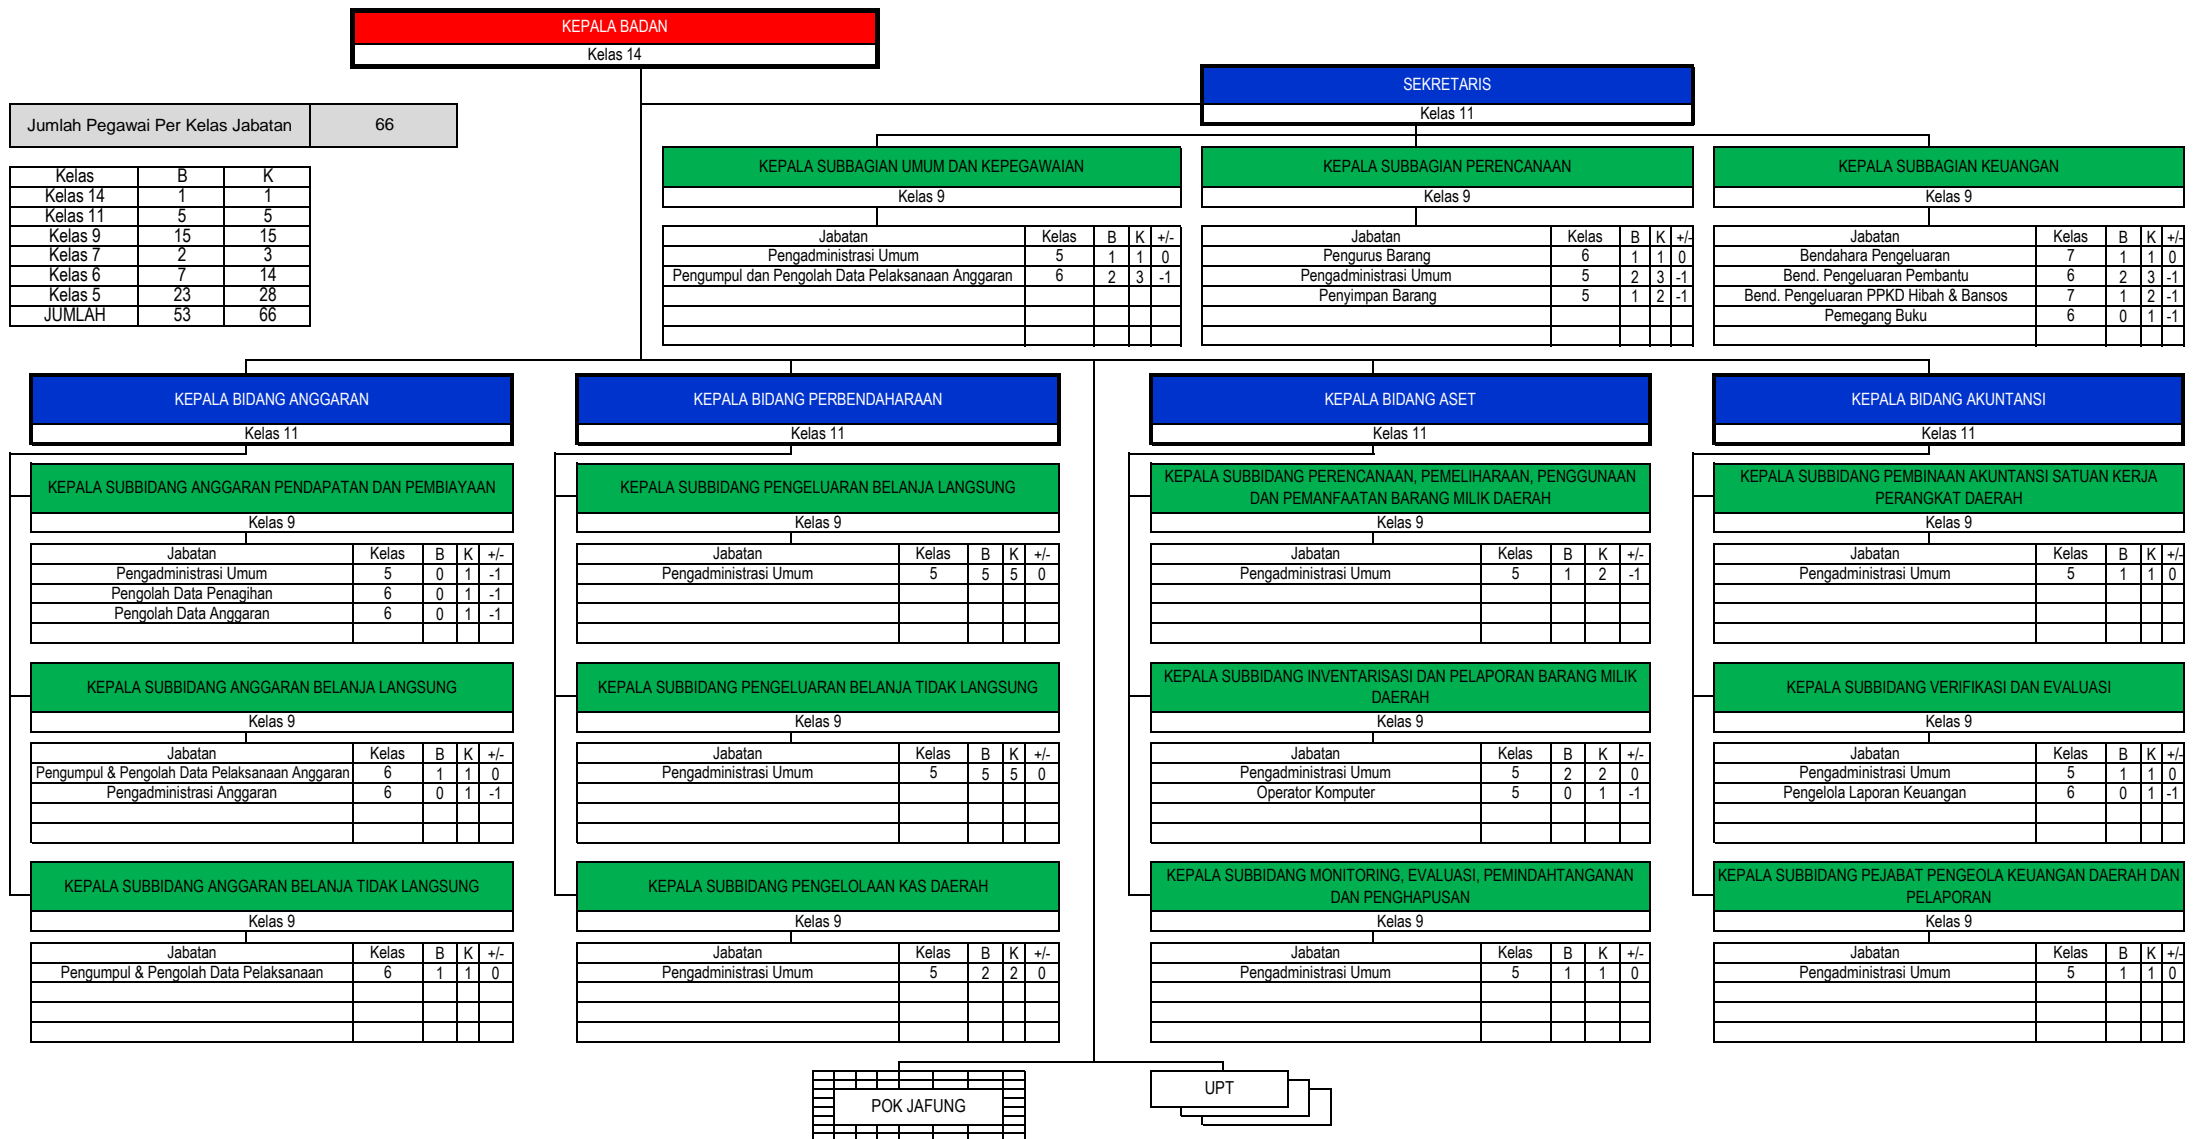 KEPALA BADAN
Kelas 14
SEKRETARIS
Kelas 11
Jumlah Pegawai Per Kelas Jabatan 66
Kelas B K
Kelas 14 1 1
Kelas 11 5 5
Kelas 9 15 15
Kelas 7 2 3
Kelas 6 7 14
Kelas 5 23 28
JUMLAH 53 66
KEPALA SUBBAGIAN UMUM DAN KEPEGAWAIAN
Kelas 9
Jabatan Kelas B K +/-
Pengadministrasi Umum 5 1 1 0
Pengumpul dan Pengolah Data Pelaksanaan Anggaran 6 2 3 -1
KEPALA SUBBAGIAN PERENCANAAN
Kelas 9
Jabatan Kelas B K +/-
Pengurus Barang 6 1 1 0
Pengadministrasi Umum 5 2 3 -1
Penyimpan Barang 5 1 2 -1
KEPALA SUBBAGIAN KEUANGAN
Kelas 9
Jabatan Kelas B K +/-
Bendahara Pengeluaran 7 1 1 0
Bend. Pengeluaran Pembantu 6 2 3 -1
Bend. Pengeluaran PPKD Hibah & Bansos 7 1 2 -1
Pemegang Buku 6 0 1 -1
KEPALA BIDANG ANGGARAN
Kelas 11
KEPALA SUBBIDANG ANGGARAN PENDAPATAN DAN PEMBIAYAAN
Kelas 9
Jabatan Kelas B K +/-
Pengadministrasi Umum 5 0 1 -1
Pengolah Data Penagihan 6 0 1 -1
Pengolah Data Anggaran 6 0 1 -1
KEPALA SUBBIDANG ANGGARAN BELANJA LANGSUNG
Kelas 9
Jabatan Kelas B K +/-
Pengumpul & Pengolah Data Pelaksanaan Anggaran 6 1 1 0
Pengadministrasi Anggaran 6 0 1 -1
KEPALA SUBBIDANG ANGGARAN BELANJA TIDAK LANGSUNG
Kelas 9
Jabatan Kelas B K +/-
Pengumpul & Pengolah Data Pelaksanaan 6 1 1 0
KEPALA BIDANG PERBENDAHARAAN
Kelas 11
KEPALA SUBBIDANG PENGELUARAN BELANJA LANGSUNG
Kelas 9
Jabatan Kelas B K +/-
Pengadministrasi Umum 5 5 5 0
KEPALA SUBBIDANG PENGELUARAN BELANJA TIDAK LANGSUNG
Kelas 9
Jabatan Kelas B K +/-
Pengadministrasi Umum 5 5 5 0
KEPALA SUBBIDANG PENGELOLAAN KAS DAERAH
Kelas 9
Jabatan Kelas B K +/-
Pengadministrasi Umum 5 2 2 0
KEPALA BIDANG ASET
Kelas 11
KEPALA SUBBIDANG PERENCANAAN, PEMELIHARAAN, PENGGUNAAN
DAN PEMANFAATAN BARANG MILIK DAERAH
Kelas 9
Jabatan Kelas B K +/-
Pengadministrasi Umum 5 1 2 -1
KEPALA SUBBIDANG INVENTARISASI DAN PELAPORAN BARANG MILIK
DAERAH
Kelas 9
Jabatan Kelas B K +/-
Pengadministrasi Umum 5 2 2 0
Operator Komputer 5 0 1 -1
KEPALA SUBBIDANG MONITORING, EVALUASI, PEMINDAHTANGANAN
DAN PENGHAPUSAN
Kelas 9
Jabatan Kelas B K +/-
Pengadministrasi Umum 5 1 1 0
KEPALA BIDANG AKUNTANSI
Kelas 11
KEPALA SUBBIDANG PEMBINAAN AKUNTANSI SATUAN KERJA
PERANGKAT DAERAH
Kelas 9
Jabatan Kelas B K +/-
Pengadministrasi Umum 5 1 1 0
KEPALA SUBBIDANG VERIFIKASI DAN EVALUASI
Kelas 9
Jabatan Kelas B K +/-
Pengadministrasi Umum 5 1 1 0
Pengelola Laporan Keuangan 6 0 1 -1
KEPALA SUBBIDANG PEJABAT PENGEOLA KEUANGAN DAERAH DAN
PELAPORAN
Kelas 9
Jabatan Kelas B K +/-
Pengadministrasi Umum 5 1 1 0
POK JAFUNG
UPT